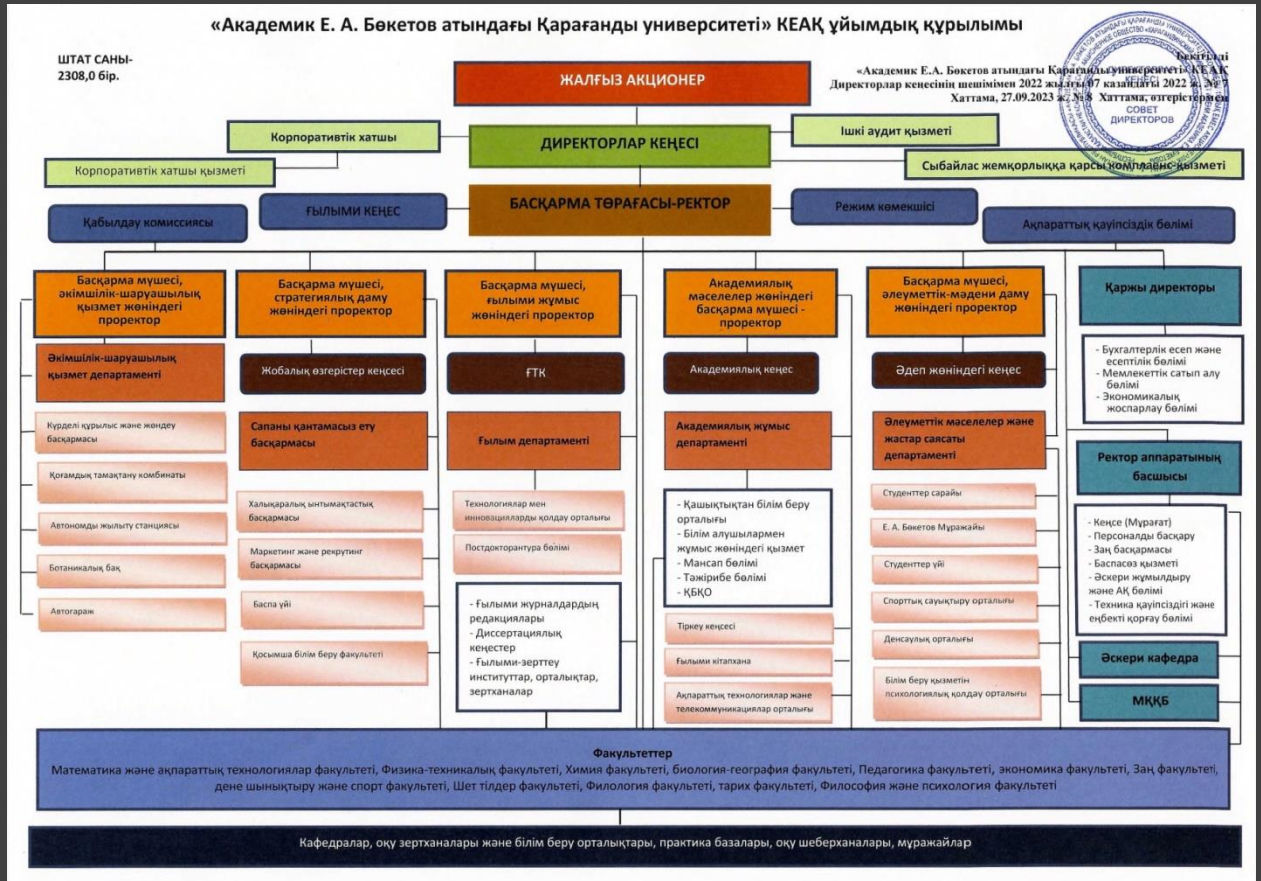 «Академик Е. А. Бөкетов атындағы Қарағанды университеті» КЕАҚ ұйымдық құрылымы
ШТАТ САНЫ-
2308,0 бір.
Бекітілді
«Академик Е.А. Бөкетов атындағы Қарағанды университеті» КЕАҚ
Директорлар кеңесінің шешімімен 2022 жылғы 07 қазандағы 2022 ж. № 7
Хаттама, 27.09.2023 ж. № 8 Хаттама, өзгерістермен
КЕҢЕСІ
СОВЕТ
ДИРЕКТОРОВ
ЖАЛҒЫЗ АКЦИОНЕР
Корпоративтік хатшы
ДИРЕКТОРЛАР КЕҢЕСІ
Ішкі аудит қызметі
Корпоративтік хатшы қызметі
Сыбайлас жемқорлыққа қарсы комплаенс-қызметі
Қабылдау комиссиясы
ҒЫЛЫМИ КЕҢЕС
БАСҚАРМА ТӨРАҒАСЫ-РЕКТОР
Режим көмекшісі
Ақпараттық қауіпсіздік бөлімі
Басқарма мүшесі,
әкімшілік-шаруашылық
қызмет жөніндегі
проректор
Әкімшілік-шаруашылық
қызмет департаменті
Күрделі құрылыс және жөндеу
басқармасы
Қоғамдық тамақтану комбинаты
Автономды жылыту станциясы
Ботаникалық бақ
Автогараж
Басқарма мүшесі,
стратегиялық даму
жөніндегі проректор
Жобалық өзгерістер кеңсесі
Сапаны қантамасыз ету
басқармасы
Халықаралық ынтымақтастық
басқармасы
Маркетинг және рекрутинг
басқармасы
Баспа үйі
Қосымша білім беру факультеті
Басқарма мүшесі,
ғылыми жұмыс
жөніндегі проректор
ҒТК
Ғылым департаменті
Технологиялар мен
инновацияларды қолдау орталығы
Постдокторантура бөлімі
- Ғылыми журналдардың
редакциялары
- Диссертациялық
кеңестер
- Ғылыми-зерттеу
институттар, орталықтар,
зертханалар
Академиялық
мәселелер жөніндегі
басқарма мүшесі -
проректор
Академиялық кеңес
Академиялық жұмыс
департаменті
- Қашықтықтан білім беру
орталығы
- Білім алушылармен
жұмыс жөніндегі қызмет
- Мансап бөлімі
- Тәжірибе бөлімі
- ҚБҚО
Тіркеу кеңсесі
Ғылыми кітапхана
Ақпараттық технологиялар және
телекоммуникациялар орталығы
Басқарма мүшесі,
әлеуметтік-мәдени даму
жөніндегі проректор
Әдеп жөніндегі кеңес
Әлеуметтік мәселелер және
жастар саясаты
департаменті
Студенттер сарайы
Е. А. Бөкетов Мұражайы
Студенттер үйі
Спорттық сауықтыру орталығы
Денсаулық орталығы
Білім беру қызметін
психологиялық қолдау орталығы
Қаржы директоры
- Бухгалтерлік есеп және
есептілік бөлімі
- Мемлекеттік сатып алу
бөлімі
- Экономикалық
жоспарлау бөлімі
Ректор аппаратының
басшысы
- Кеңсе (Мұрағат)
- Персоналды басқару
- Заң басқармасы
- Баспасөз қызметі
- Әскери жұмылдыру
және АҚ бөлімі
- Техника қауіпсіздігі және
еңбекті қорғау бөлімі
Әскери кафедра
МҚҚБ
Факультеттер
Математика және ақпараттық технологиялар факультеті, Физика-техникалық факультеті, Химия факультеті, биология-география факультеті, Педагогика факультеті, экономика факультеті, Заң факультеті,
дене шынықтыру және спорт факультеті, Шет тілдер факультеті, Филология факультеті, тарих факультеті, Философия және психология факультеті
Кафедралар, оқу зертханалары және білім беру орталықтары, практика базалары, оқу шеберханалары, мұражайлар